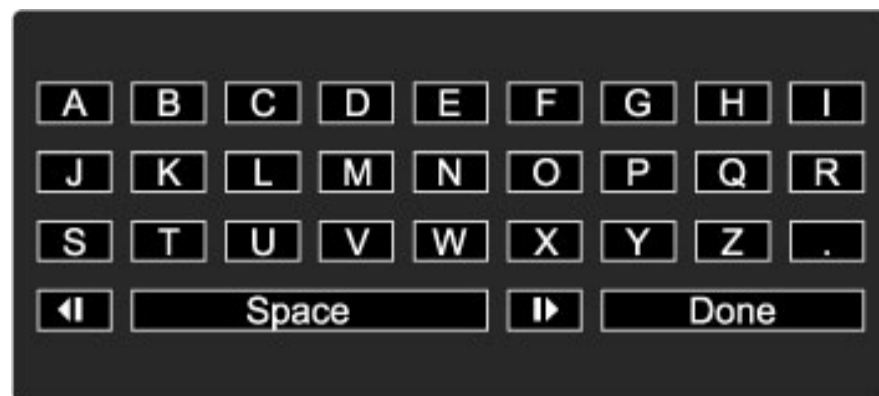 A B C D E F G H I
J K L M N O P Q R
S T U V W X Y Z .
Space Done